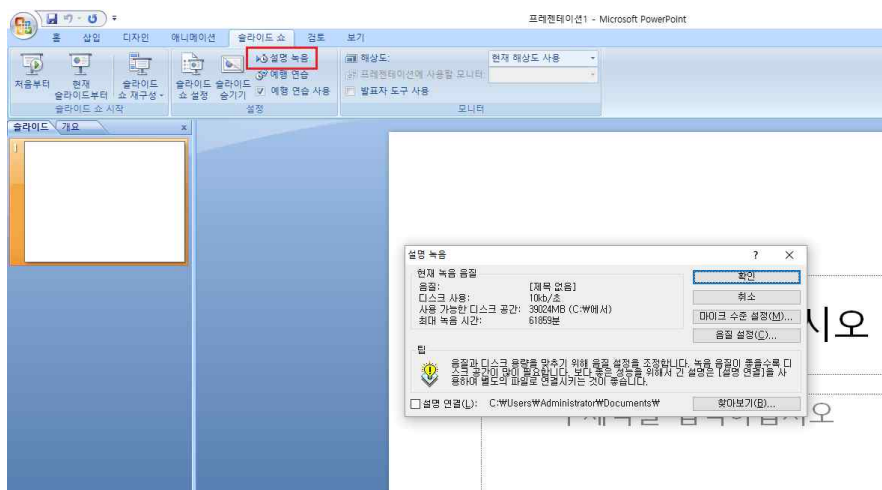 프레젠테이션1 - Microsoft PowerPoint
홈 삽입 디자인 애니메이션 슬라이드 쇼 검토 보기
처음부터
현재 슬라이드부터
슬라이드 쇼 재구성
슬라이드 쇼 시작
슬라이드 쇼 설정
슬라이드 숨기기
설명 녹음
예행 연습
예행 연습 사용
설정
해상도: 현재 해상도 사용
프레젠테이션에 사용할 모니터:
발표자 도구 사용
모니터
슬라이드 개요 x
1
설명 녹음 ? ×
현재 녹음 음질
음질: [제목 없음]
디스크 사용: 10kb/초
사용 가능한 디스크 공간: 39024MB (C:₩에서)
최대 녹음 시간: 61859분
확인
취소
마이크 수준 설정(M)...
음질 설정(C)...
팁
음질과 디스크 용량을 맞추기 위해 음질 설정을 조정합니다. 녹음 음질이 좋을수록 디
스크 공간이 많이 필요합니다. 보다 좋은 성능을 위해서 긴 설명은 [설명 연결]을 사
용하여 별도의 파일로 연결시키는 것이 좋습니다.
설명 연결(L): C:₩Users₩Administrator₩Documents₩ 찾아보기(B)...
시오